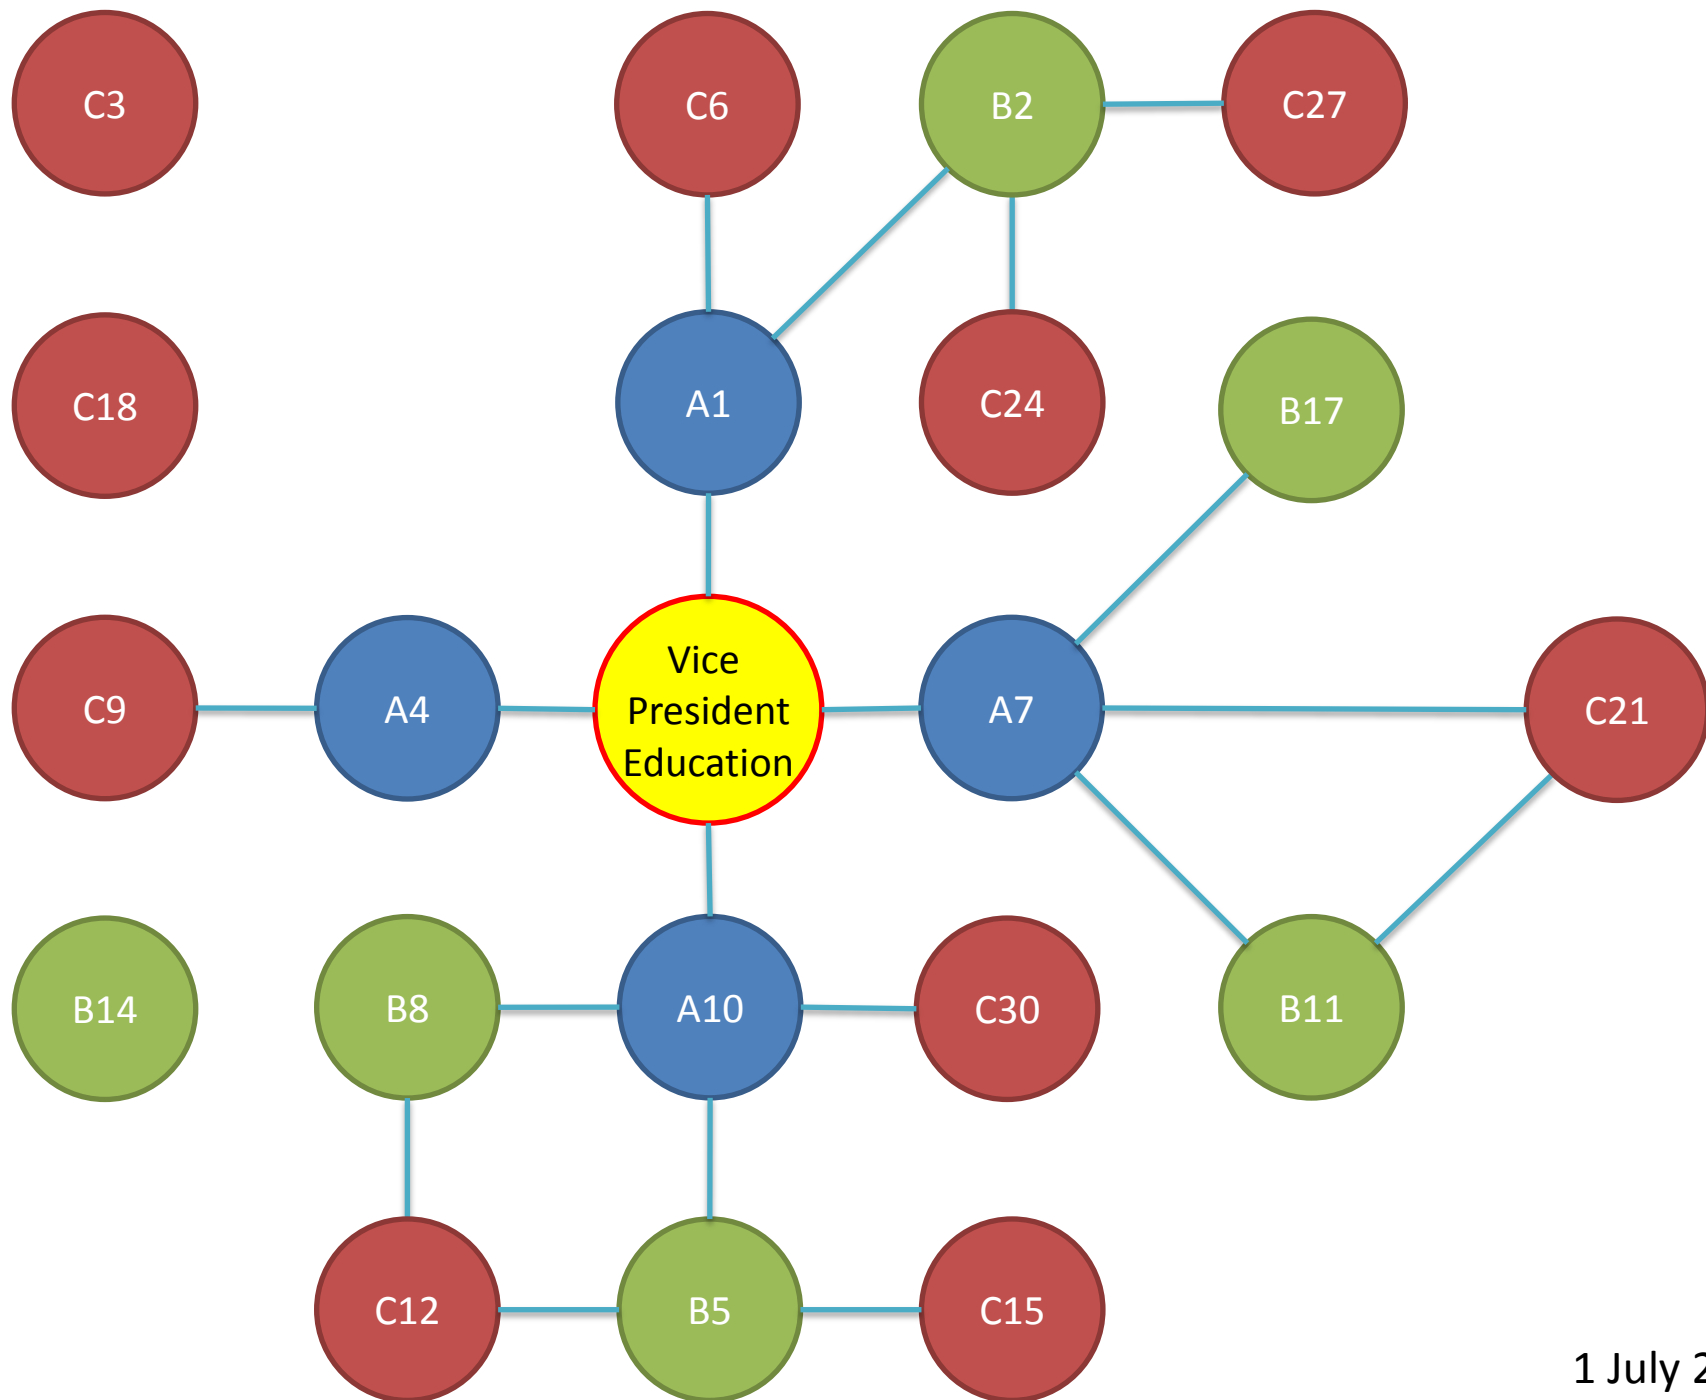 C3
C6
B2
C27
C18
A1
C24
B17
C9
A4
Vice
President
Education
A7
C21
B14
B8
A10
C30
B11
C12
B5
C15
1 July